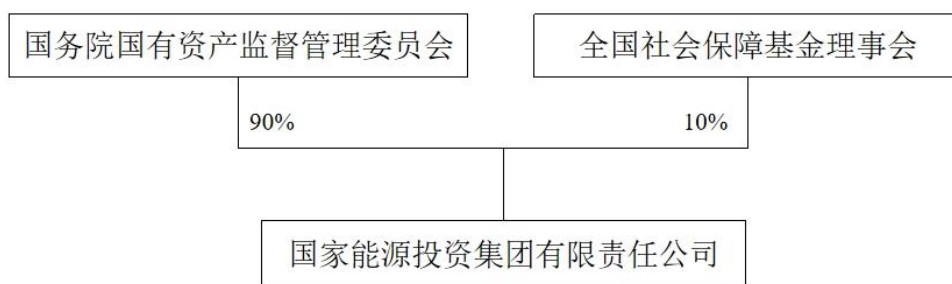 国务院国有资产监督管理委员会
全国社会保障基金理事会
90%
10%
国家能源投资集团有限责任公司